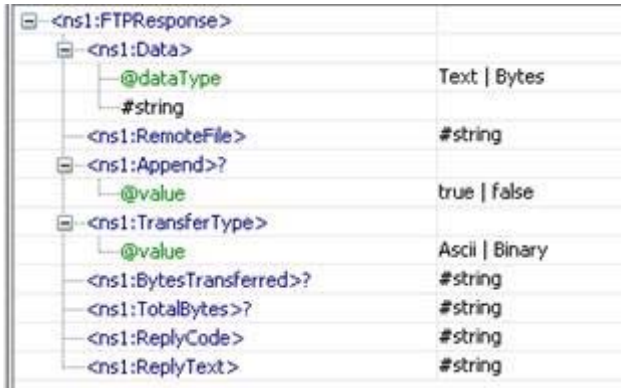 <ns1:FTPResponse>
<ns1:Data>
@dataType Text | Bytes
#string
<ns1:RemoteFile> #string
<ns1:Append>?
@value true | false
<ns1:TransferType>
@value Ascii | Binary
<ns1:BytesTransferred>? #string
<ns1:TotalBytes>? #string
<ns1:ReplyCode> #string
<ns1:ReplyText> #string